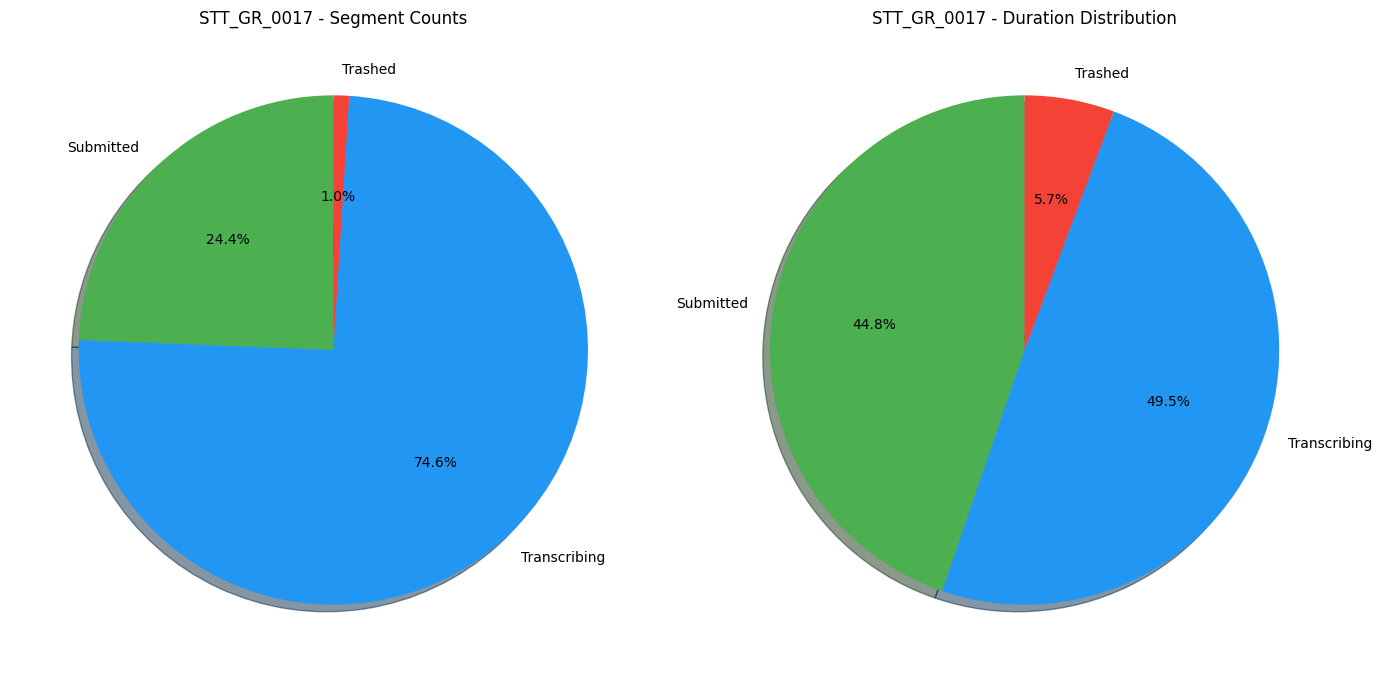 STT_GR_0017 - Segment Counts
Trashed
Submitted
1.0%
24.4%
74.6%
Transcribing
STT_GR_0017 - Duration Distribution
Trashed
5.7%
Submitted
44.8%
49.5%
Transcribing